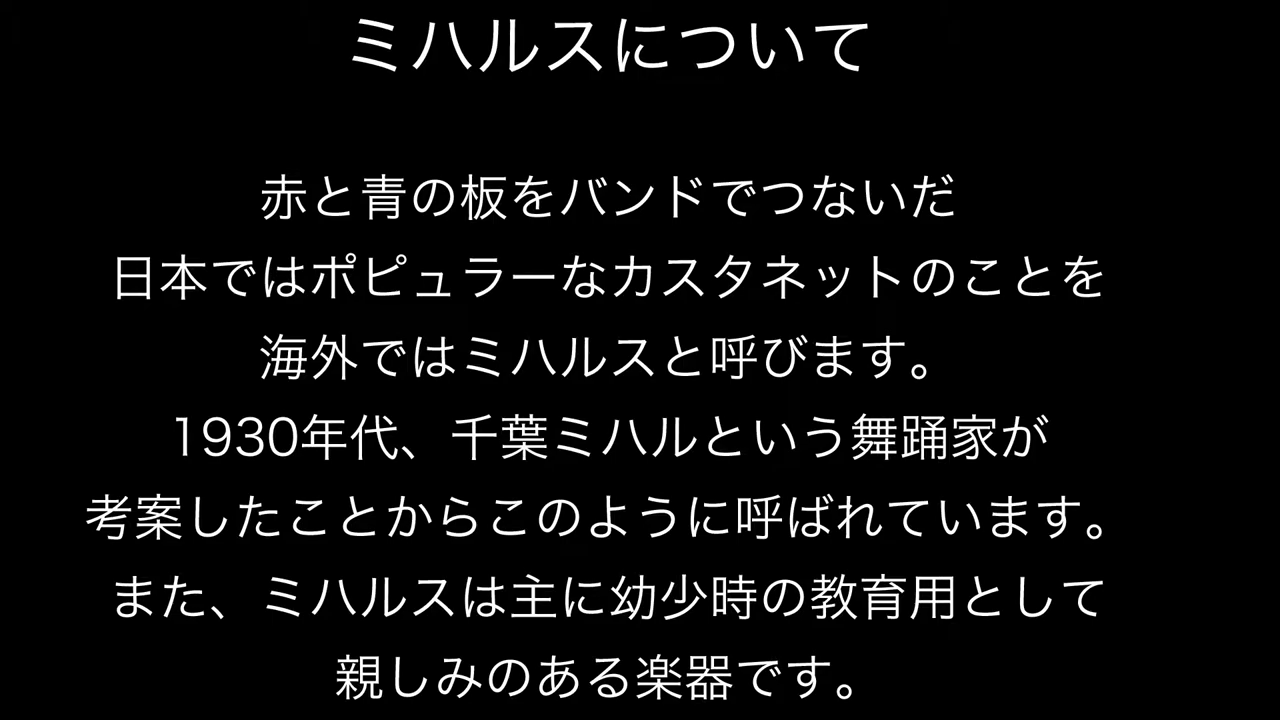 ミハルスについて
赤と青の板をバンドでつないだ
日本ではポピュラーなカスタネットのことを
海外ではミハルスと呼びます。
1930年代、千葉ミハルという舞踊家が
考案したことからこのように呼ばれています。
また、ミハルスは主に幼少時の教育用として
親しみのある楽器です。